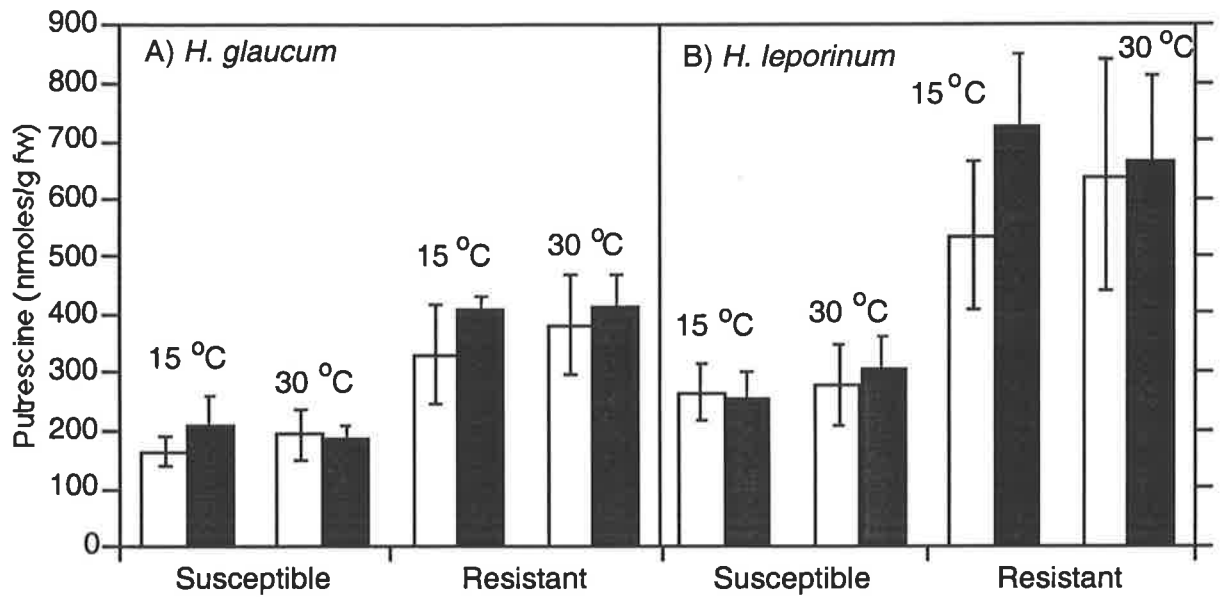 900
800
700
600
500
400
300
200
100
0
Putrescine (nmoles/g fw)
A) H. glaucum
15 °C
30 °C
15 °C
30 °C
B) H. leporinum
15 °C
30 °C
15 °C
30 °C
Susceptible
Resistant
Susceptible
Resistant